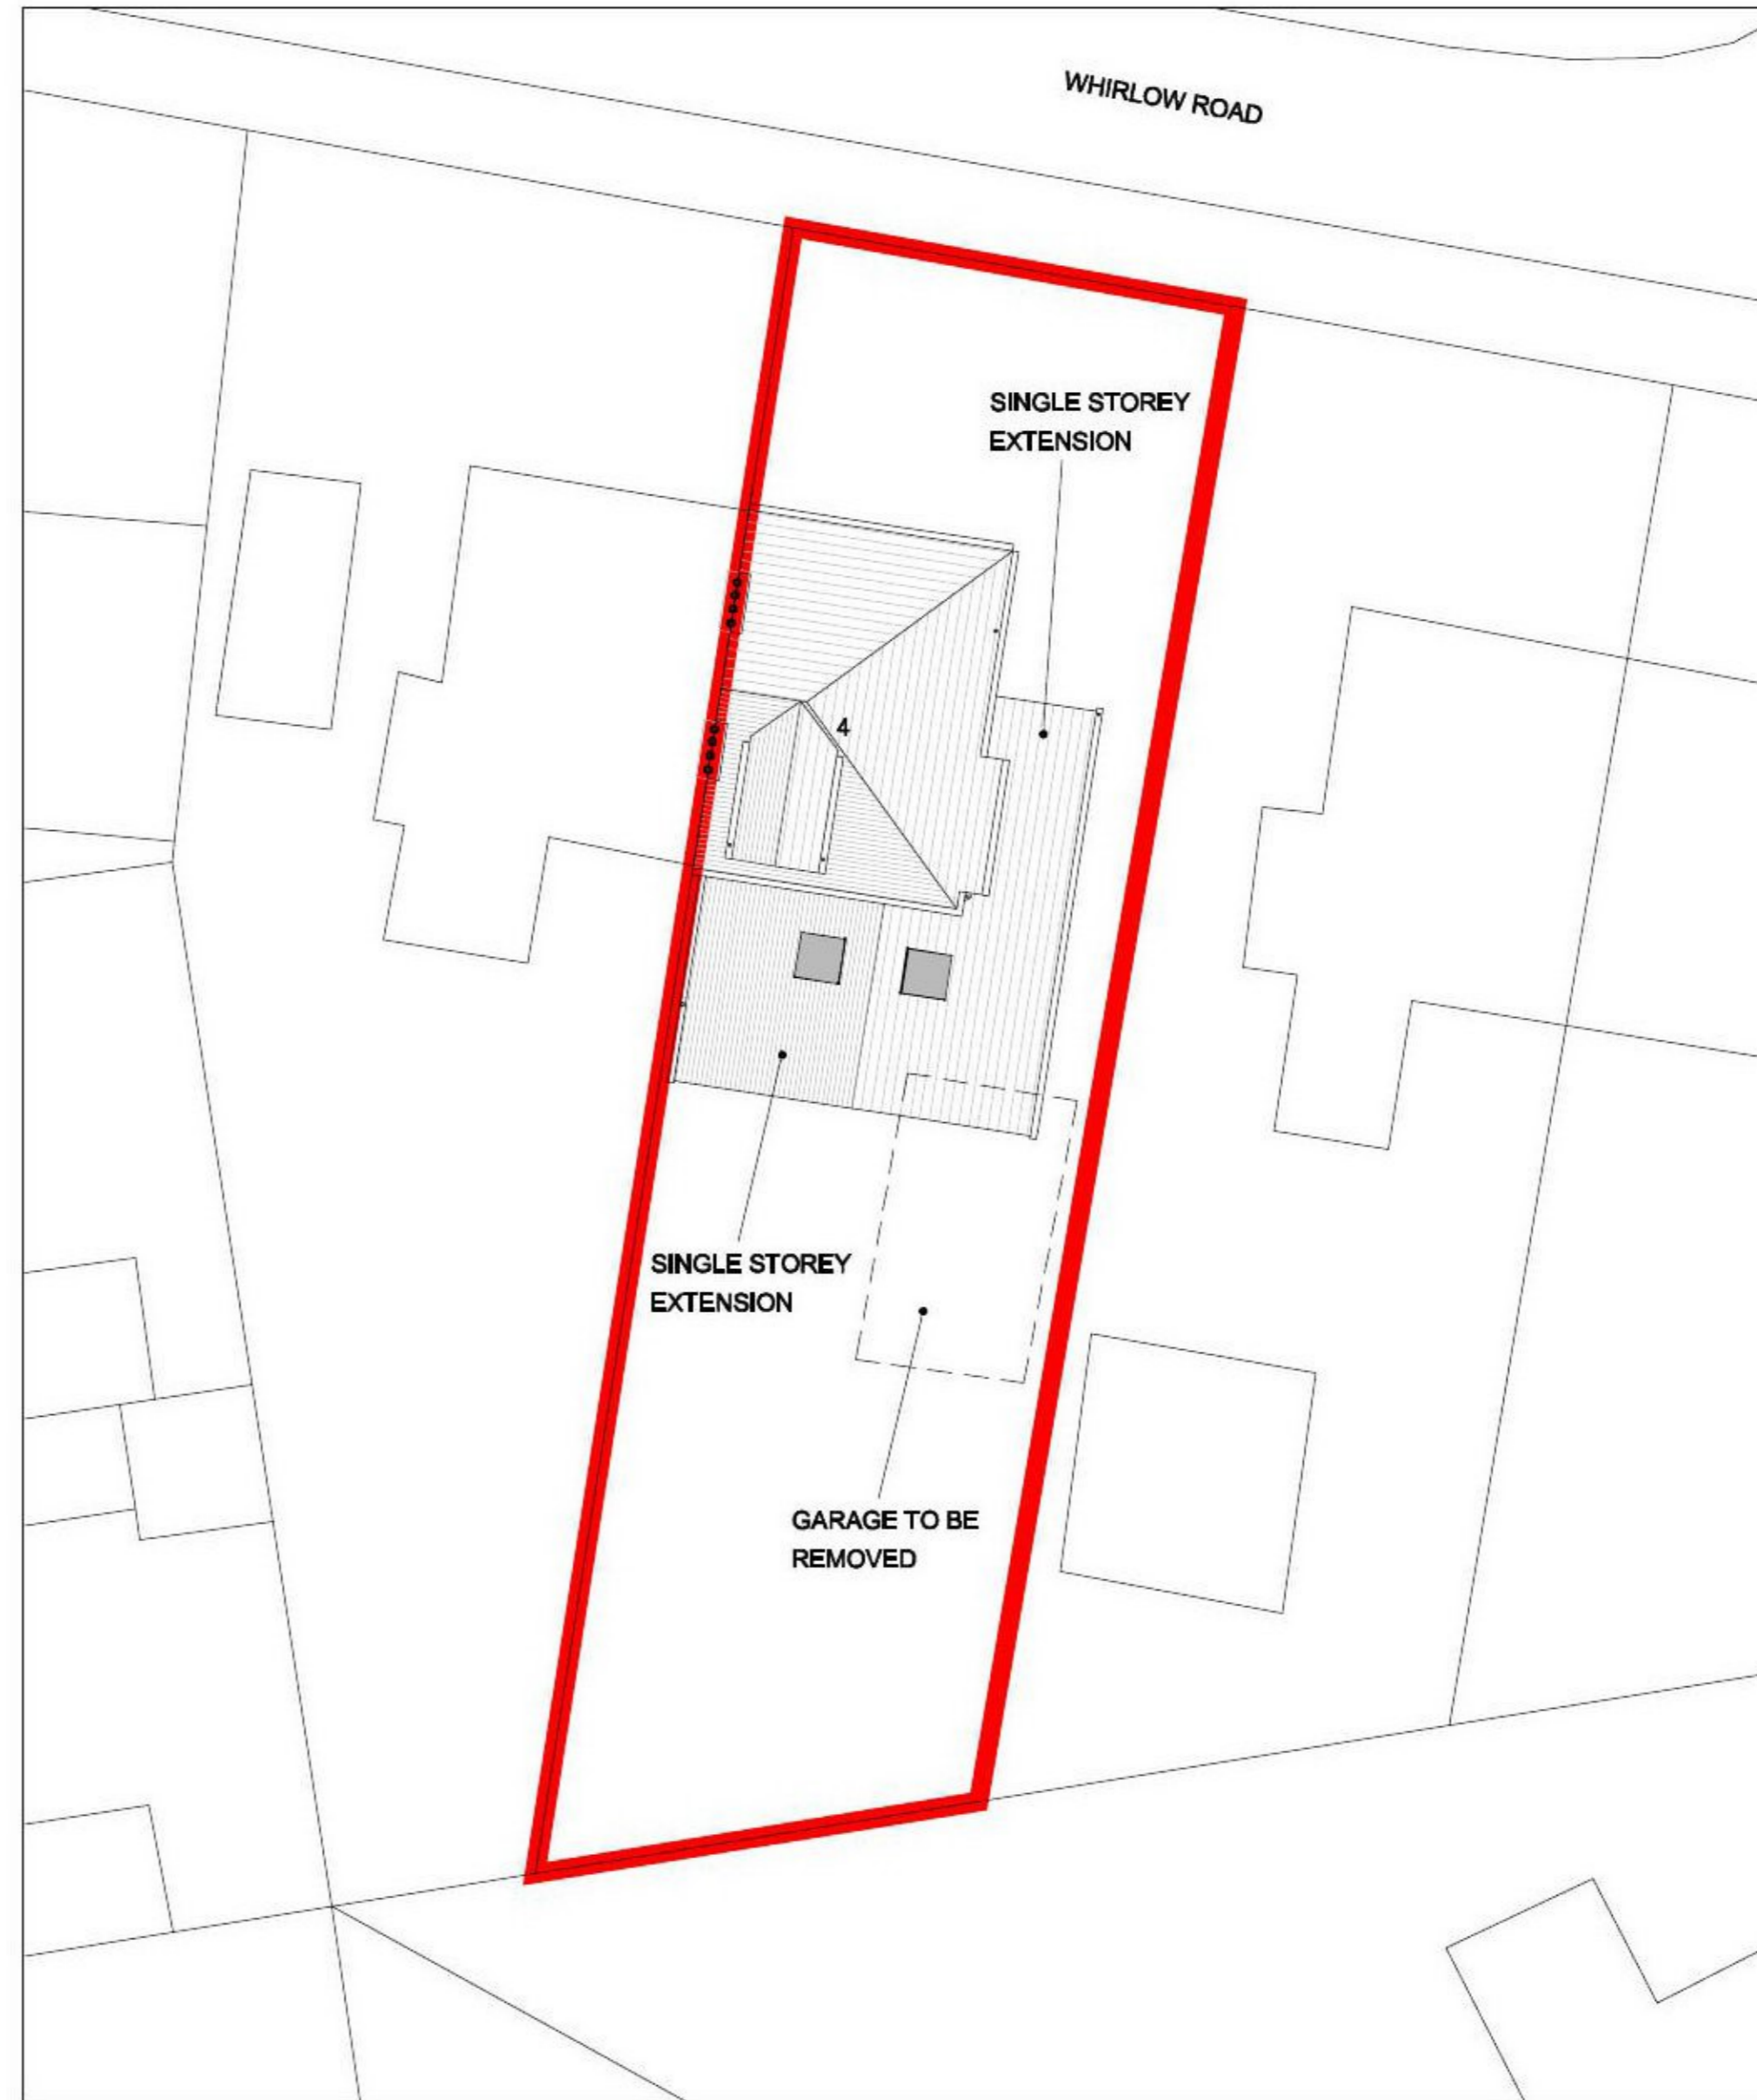 WHIRLOW ROAD
SINGLE STOREY
EXTENSION
4
SINGLE STOREY
EXTENSION
GARAGE TO BE
REMOVED